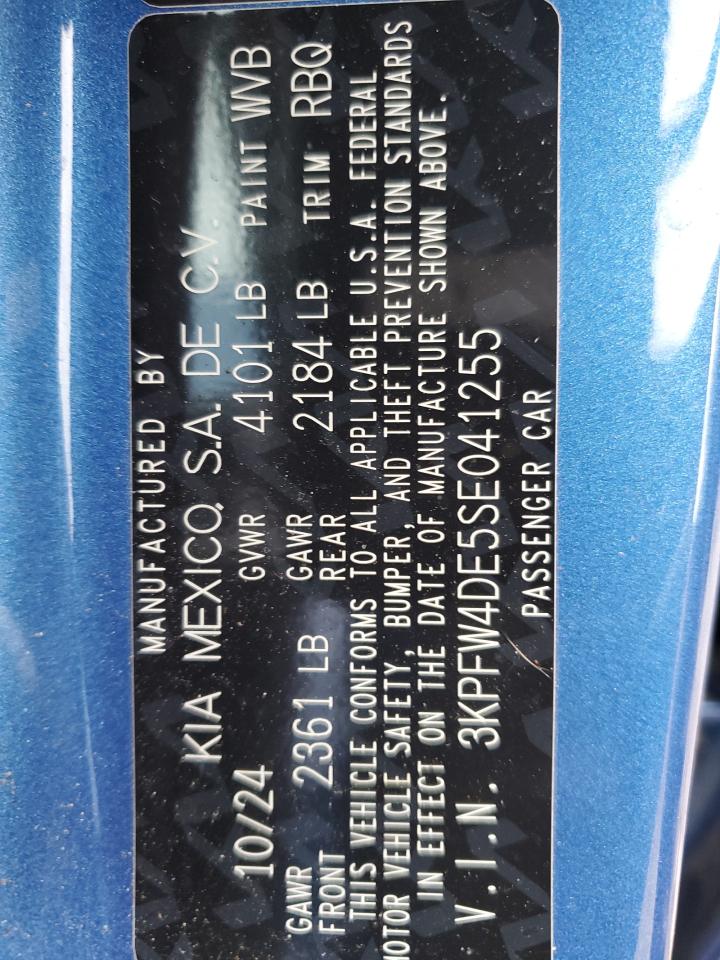 MANUFACTURED BY
KIA MEXICO, S.A. DE C.V.
10/24 GVWR 4101 LB PAINT WVB
GAWR FRONT 2361 LB GAWR REAR 2184 LB TRIM RBQ
THIS VEHICLE CONFORMS TO ALL APPLICABLE U.S.A. FEDERAL
MOTOR VEHICLE SAFETY, BUMPER, AND THEFT PREVENTION STANDARDS
IN EFFECT ON THE DATE OF MANUFACTURE SHOWN ABOVE.
V.I.N. 3KPFW4DE5SE041255
PASSENGER CAR